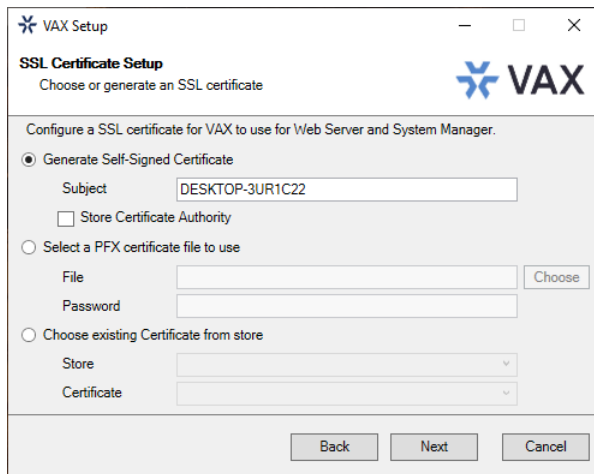 VAX Setup
SSL Certificate Setup
Choose or generate an SSL certificate
VAX
Configure a SSL certificate for VAX to use for Web Server and System Manager.
Generate Self-Signed Certificate
Subject DESKTOP-3UR1C22
Store Certificate Authority
Select a PFX certificate file to use
File Choose
Password
Choose existing Certificate from store
Store
Certificate
Back Next Cancel